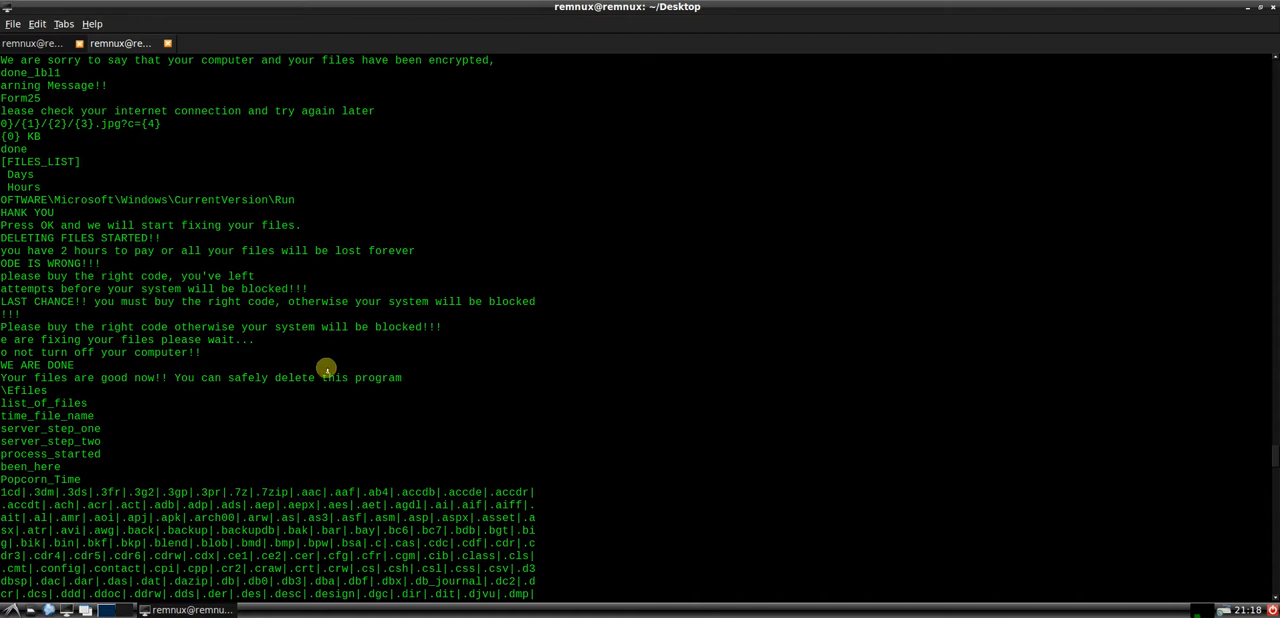 remnux@remnux: ~/Desktop
File Edit Tabs Help
remnux@re... remnux@re...
We are sorry to say that your computer and your files have been encrypted,
done_lbl1
arning Message!!
Form25
lease check your internet connection and try again later
0}/{1}/{2}/{3}.jpg?c={4}
{0} KB
done
[FILES_LIST]
Days
Hours
OFTWARE\Microsoft\Windows\CurrentVersion\Run
HANK YOU
Press OK and we will start fixing your files.
DELETING FILES STARTED!!
you have 2 hours to pay or all your files will be lost forever
ODE IS WRONG!!!
please buy the right code, you've left
attempts before your system will be blocked!!!
LAST CHANCE!! you must buy the right code, otherwise your system will be blocked
!!!
Please buy the right code otherwise your system will be blocked!!!
e are fixing your files please wait...
o not turn off your computer!!
WE ARE DONE
Your files are good now!! You can safely delete this program
\Efiles
list_of_files
time_file_name
server_step_one
server_step_two
process_started
been_here
Popcorn_Time
1cd|.3dm|.3ds|.3fr|.3g2|.3gp|.3pr|.7z|.7zip|.aac|.aaf|.ab4|.accdb|.accde|.accdr|
.accdt|.ach|.acr|.act|.adb|.adp|.ads|.aep|.aepx|.aes|.aet|.agdl|.ai|.aif|.aiff|.
ait|.al|.amr|.aoi|.apj|.apk|.arch00|.arw|.as|.as3|.asf|.asm|.asp|.aspx|.asset|.a
sx|.atr|.avi|.awg|.back|.backup|.backupdb|.bak|.bar|.bay|.bc6|.bc7|.bdb|.bgt|.bi
g|.bik|.bin|.bkf|.bkp|.blend|.blob|.bmd|.bmp|.bpw|.bsa|.c|.cas|.cdc|.cdf|.cdr|.c
dr3|.cdr4|.cdr5|.cdr6|.cdrw|.cdx|.ce1|.ce2|.cer|.cfg|.cfr|.cgm|.cib|.class|.cls|
.cmt|.config|.contact|.cpi|.cpp|.cr2|.craw|.crt|.crw|.cs|.csh|.csl|.css|.csv|.d3
dbsp|.dac|.dar|.das|.dat|.dazip|.db|.db0|.db3|.dba|.dbf|.dbx|.db_journal|.dc2|.d
cr|.dcs|.ddd|.ddoc|.ddrw|.dds|.der|.des|.desc|.design|.dgc|.dir|.dit|.djvu|.dmp|
remnux@remnu... 21:18